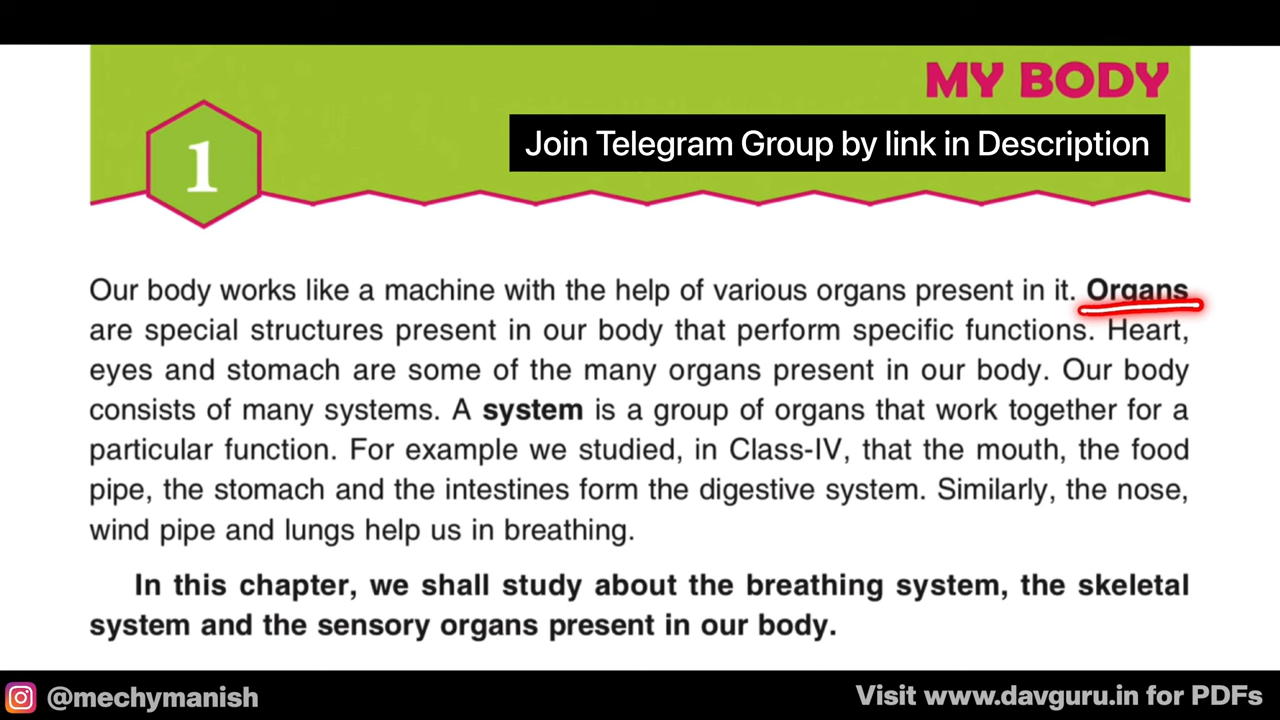 MY BODY
Join Telegram Group by link in Description
1
Our body works like a machine with the help of various organs present in it. Organs
are special structures present in our body that perform specific functions. Heart,
eyes and stomach are some of the many organs present in our body. Our body
consists of many systems. A system is a group of organs that work together for a
particular function. For example we studied, in Class-IV, that the mouth, the food
pipe, the stomach and the intestines form the digestive system. Similarly, the nose,
wind pipe and lungs help us in breathing.
In this chapter, we shall study about the breathing system, the skeletal
system and the sensory organs present in our body.
@mechymanish
Visit www.davguru.in for PDFs